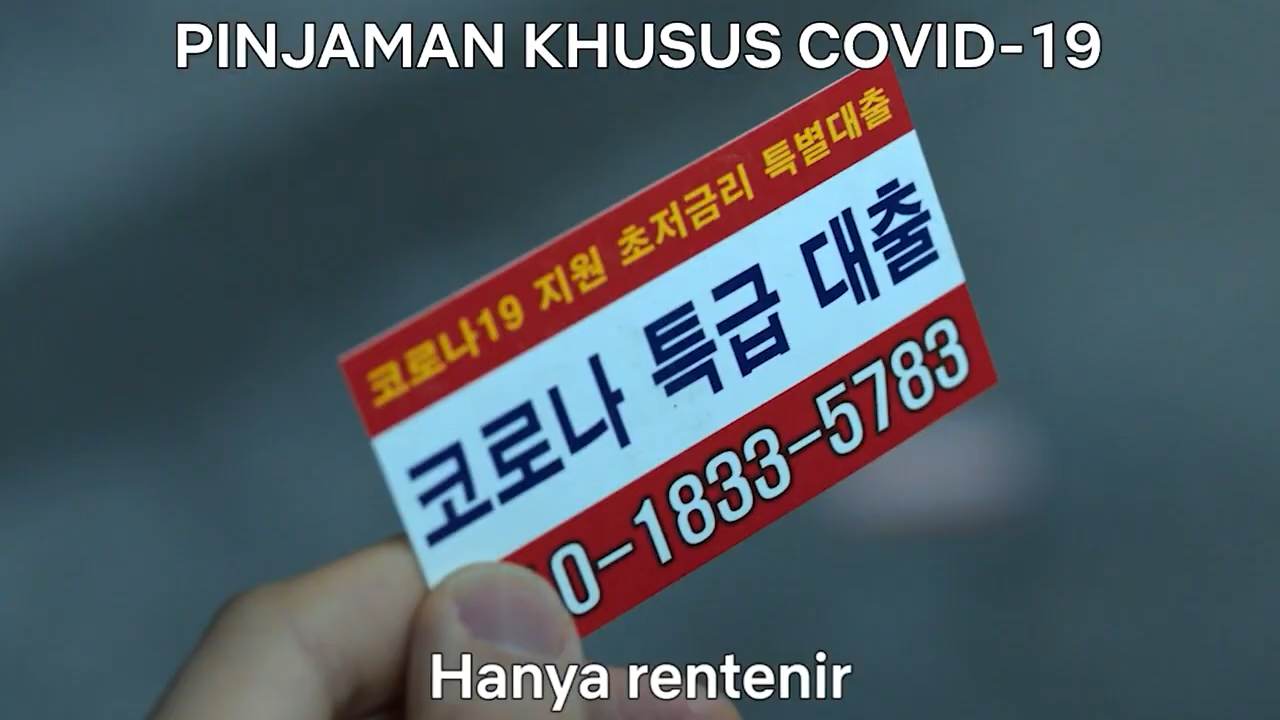 PINJAMAN KHUSUS COVID-19
코로나19 지원 초저금리 특별대출
코로나 특급 대출
0-1833-5783
Hanya rentenir